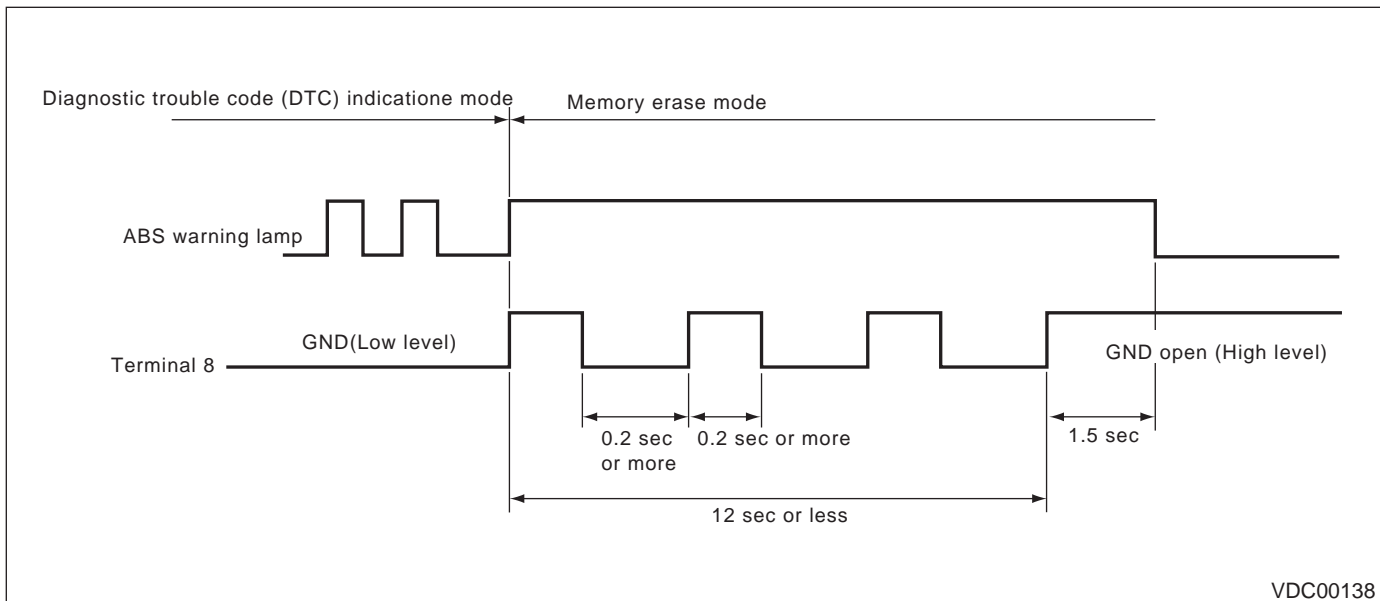 Diagnostic trouble code (DTC) indicatione mode
Memory erase mode
ABS warning lamp
GND(Low level)
Terminal 8
GND open (High level)
0.2 sec
or more
0.2 sec or more
1.5 sec
12 sec or less
VDC00138